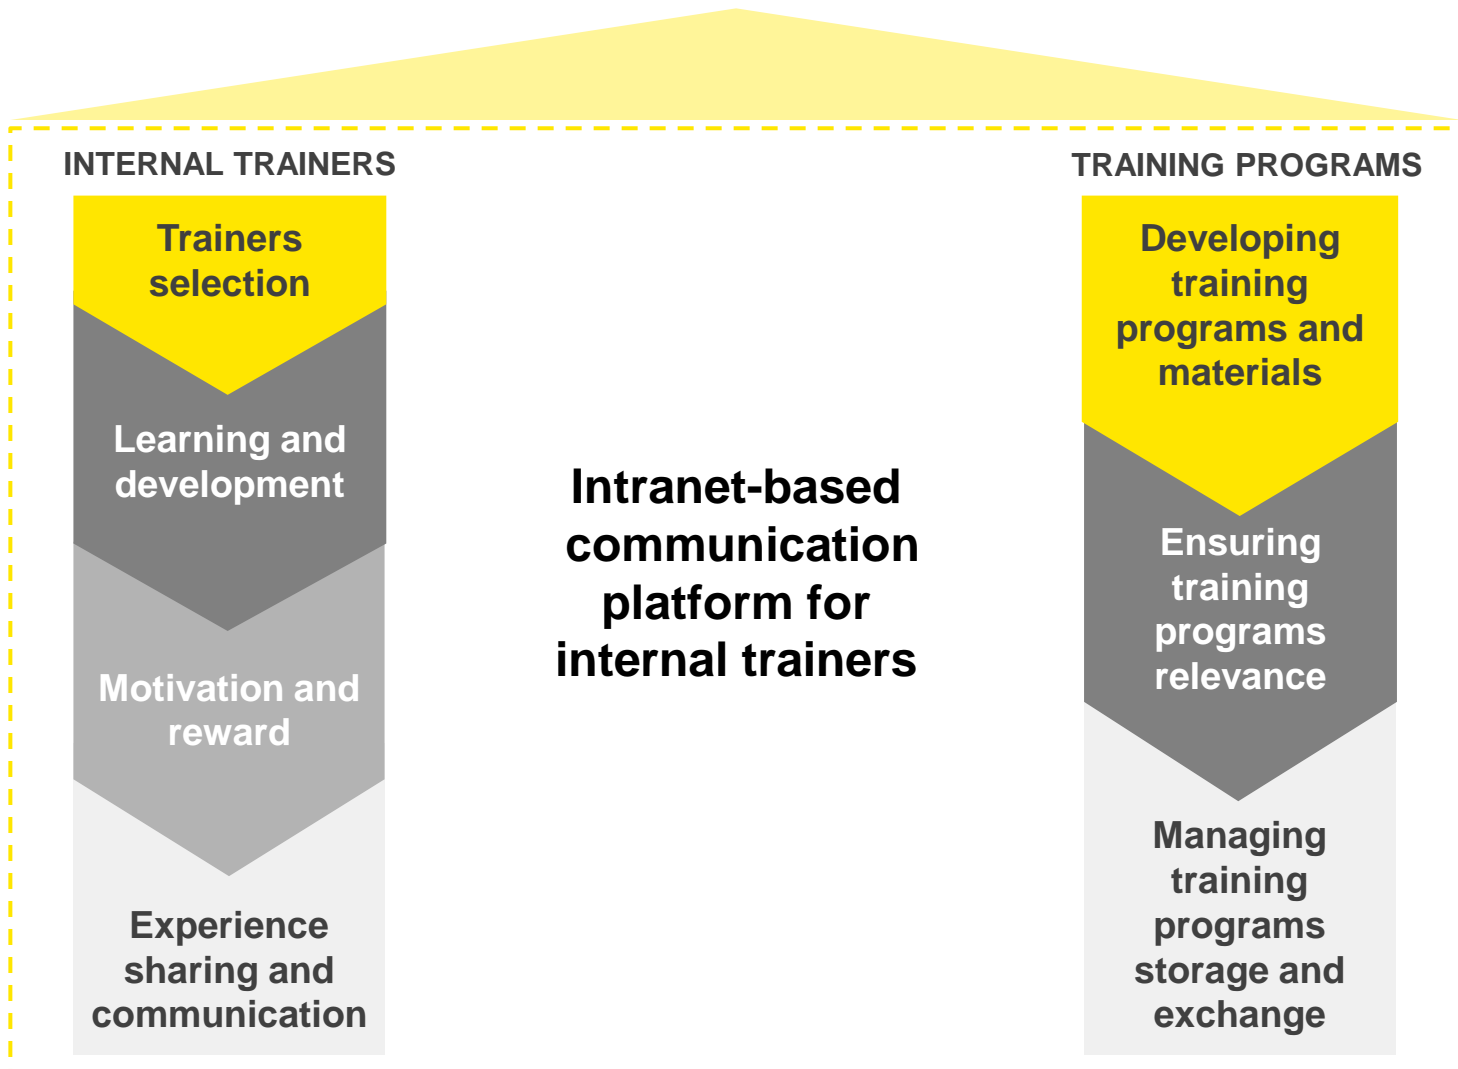 INTERNAL TRAINERS
Trainers
selection
Learning and
development
Motivation and
reward
Experience
sharing and
communication
Intranet-based
communication
platform for
internal trainers
TRAINING PROGRAMS
Developing
training
programs and
materials
Ensuring
training
programs
relevance
Managing
training
programs
storage and
exchange